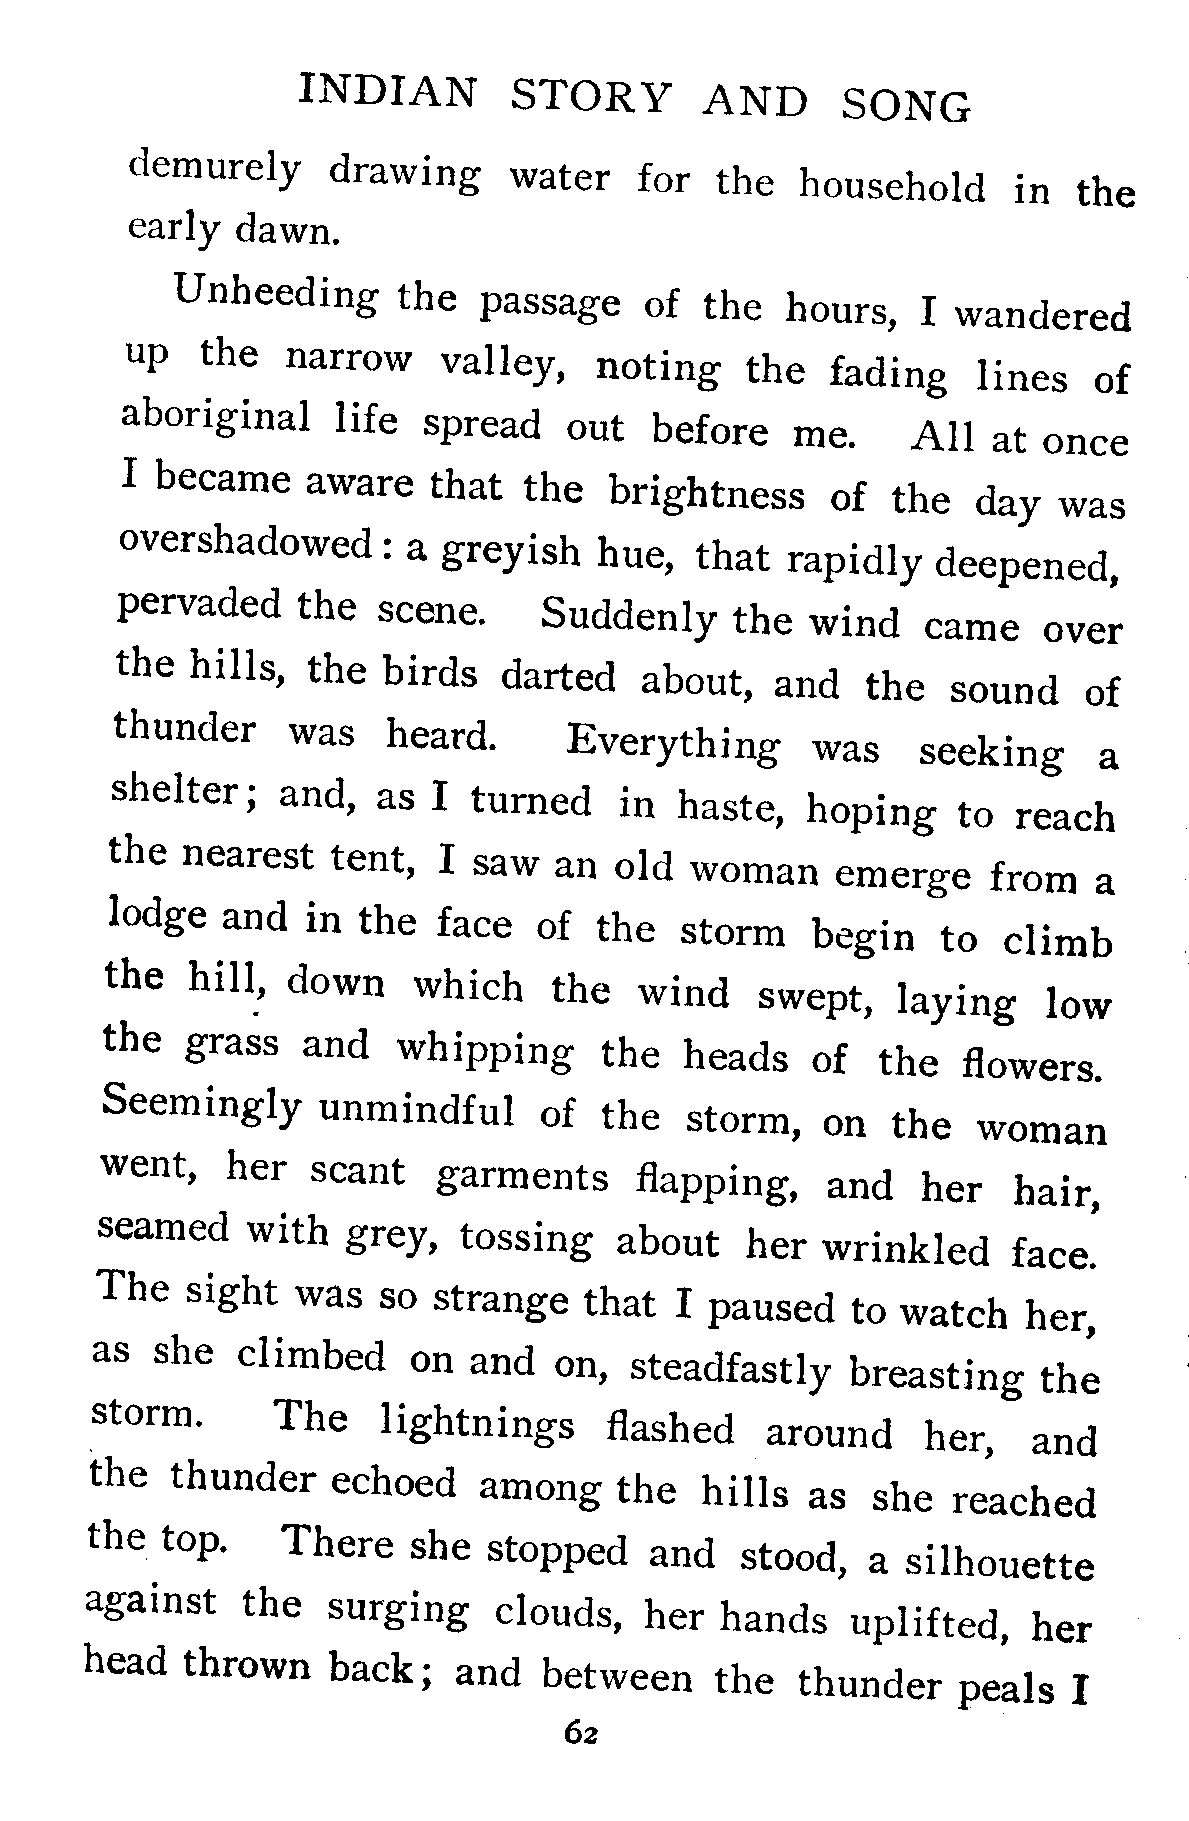 INDIAN STORY AND SONG
demurely drawing water for the household in the
early dawn.
Unheeding the passage of the hours, I wandered
up the narrow valley, noting the fading lines of
aboriginal life spread out before me. All at once
I became aware that the brightness of the day was
overshadowed: a greyish hue, that rapidly deepened,
pervaded the scene. Suddenly the wind came over
the hills, the birds darted about, and the sound of
thunder was heard. Everything was seeking a
shelter; and, as I turned in haste, hoping to reach
the nearest tent, I saw an old woman emerge from a
lodge and in the face of the storm begin to climb
the hill, down which the wind swept, laying low
the grass and whipping the heads of the flowers.
Seemingly unmindful of the storm, on the woman
went, her scant garments flapping, and her hair,
seamed with grey, tossing about her wrinkled face.
The sight was so strange that I paused to watch her,
as she climbed on and on, steadfastly breasting the
storm. The lightnings flashed around her, and
the thunder echoed among the hills as she reached
the top. There she stopped and stood, a silhouette
against the surging clouds, her hands uplifted, her
head thrown back; and between the thunder peals I
62